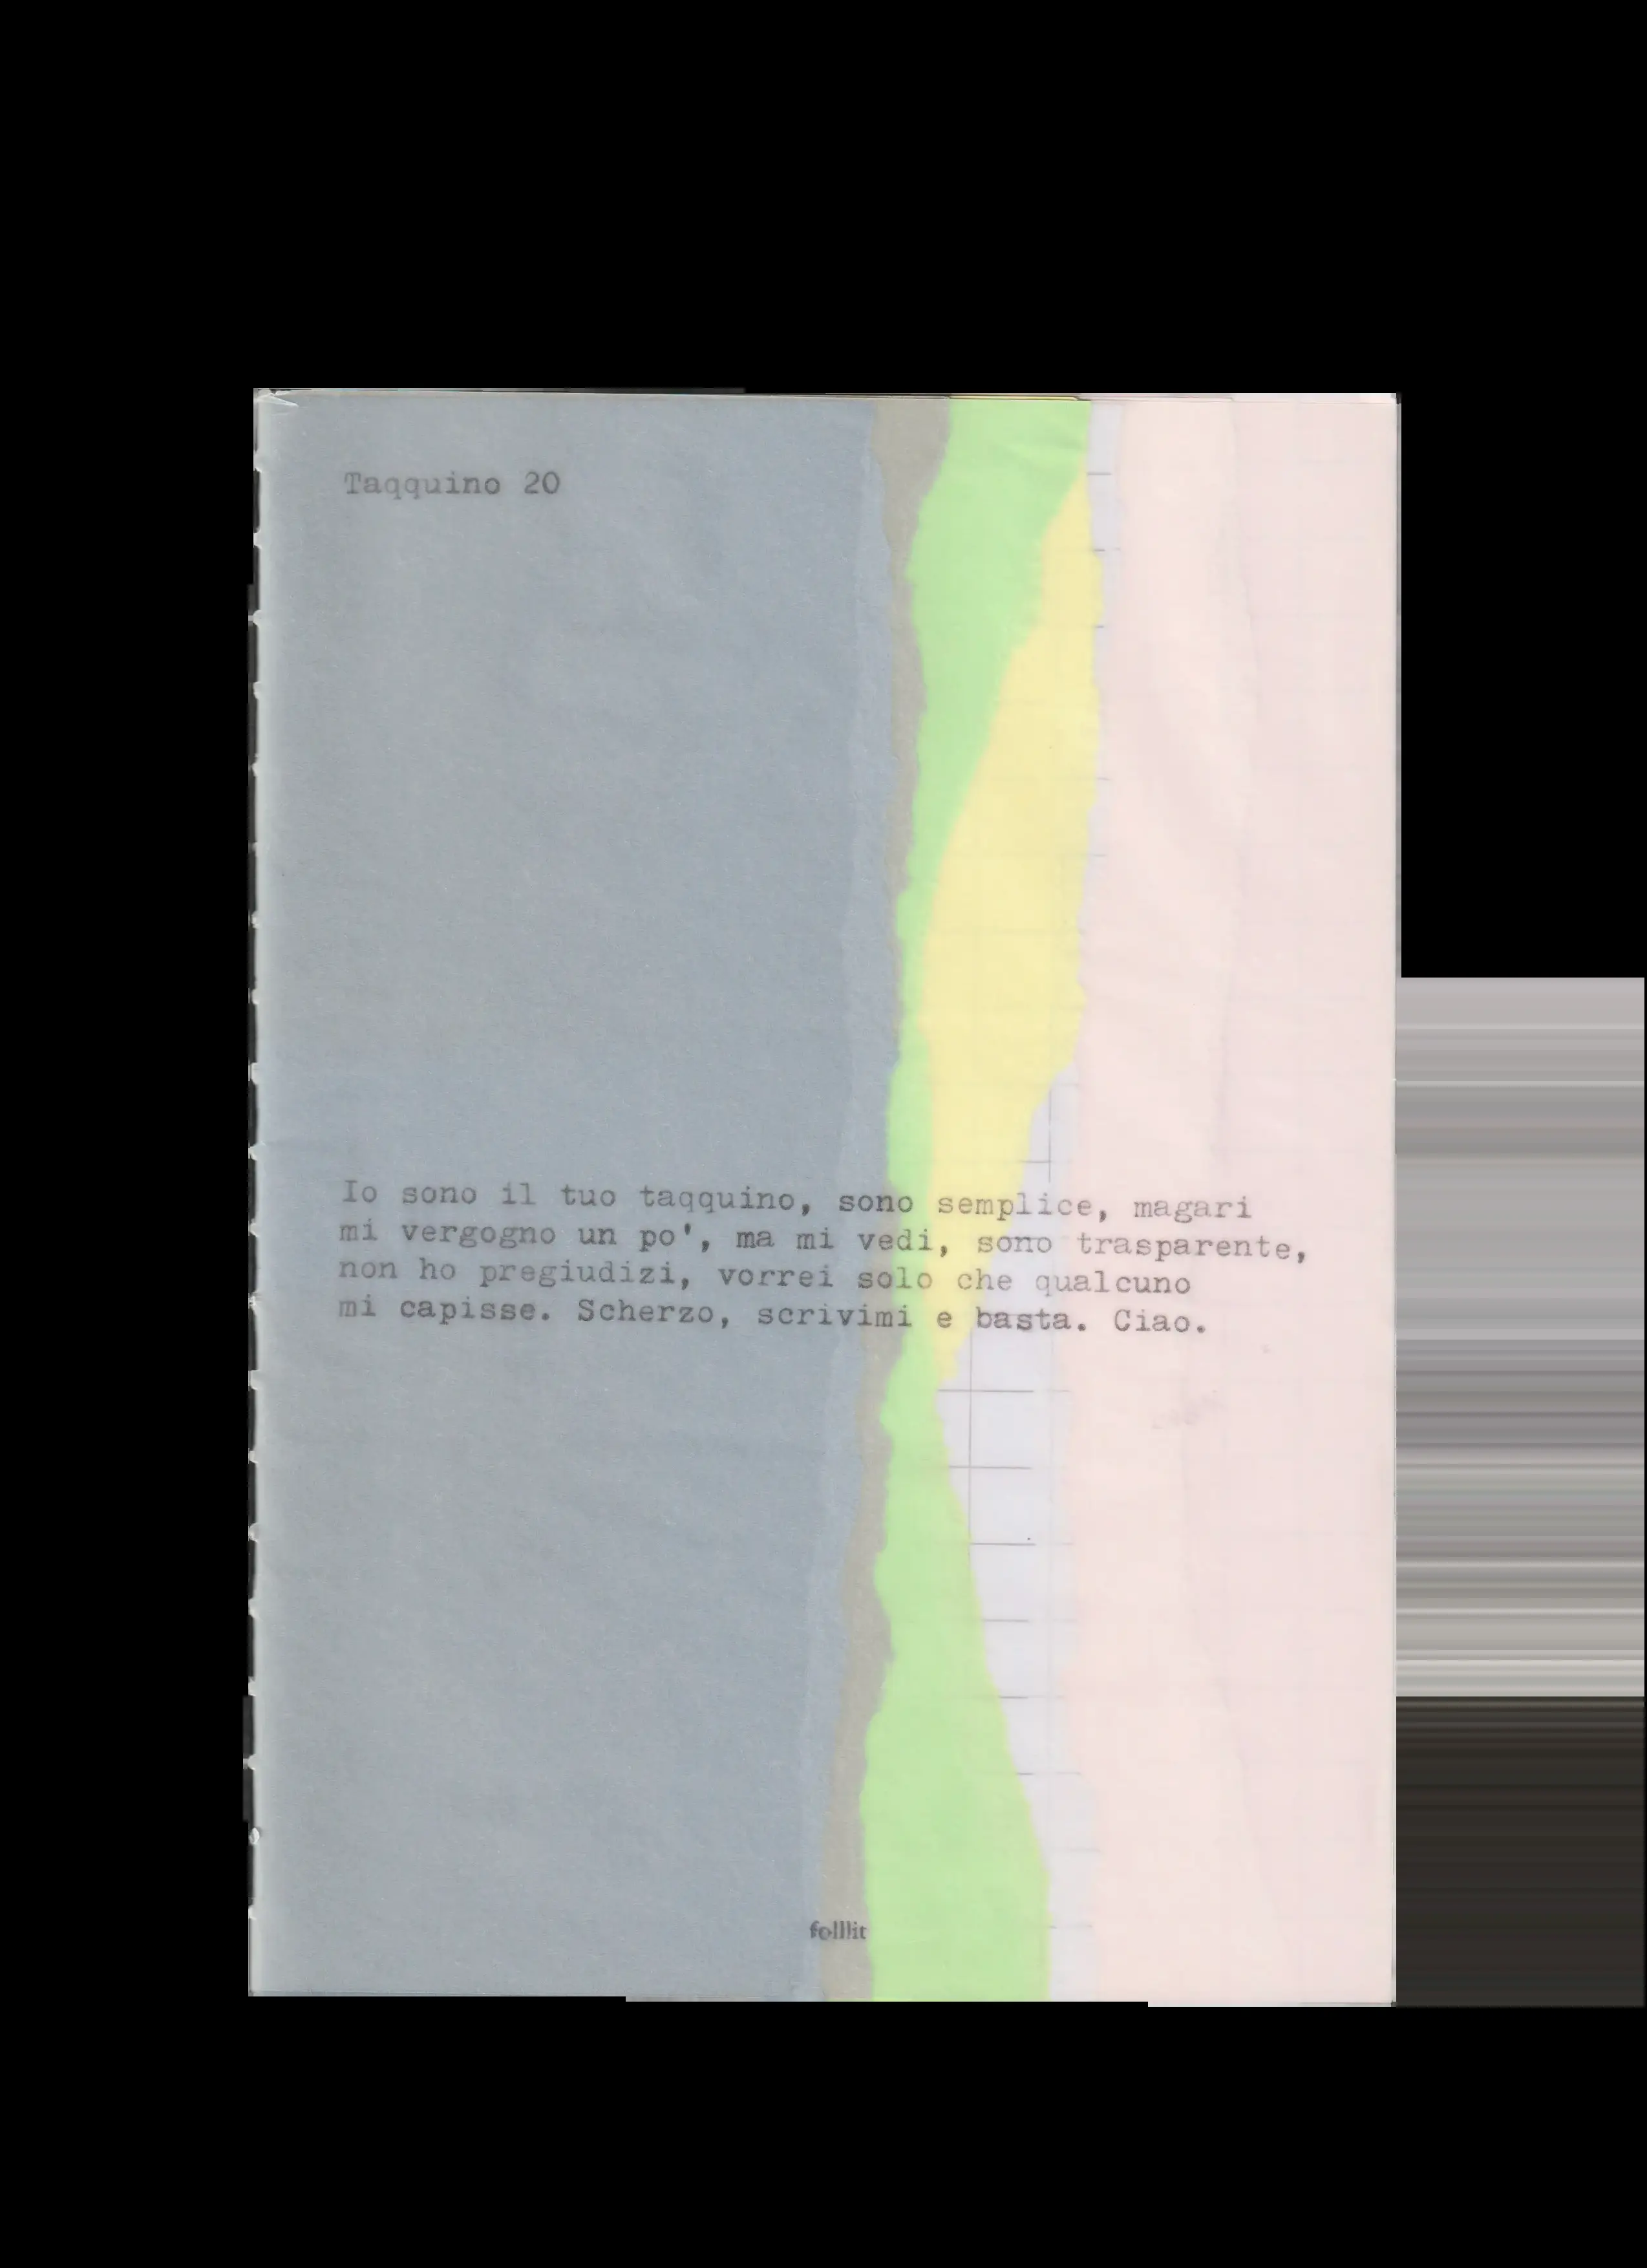 Taqquino 20
Io sono il tuo taqquino, sono semplice, magari
mi vergogno un po', ma mi vedi, sono trasparente,
non ho pregiudizi, vorrei solo che qualcuno
mi capisse. Scherzo, scrivimi e basta. Ciao.
folllit